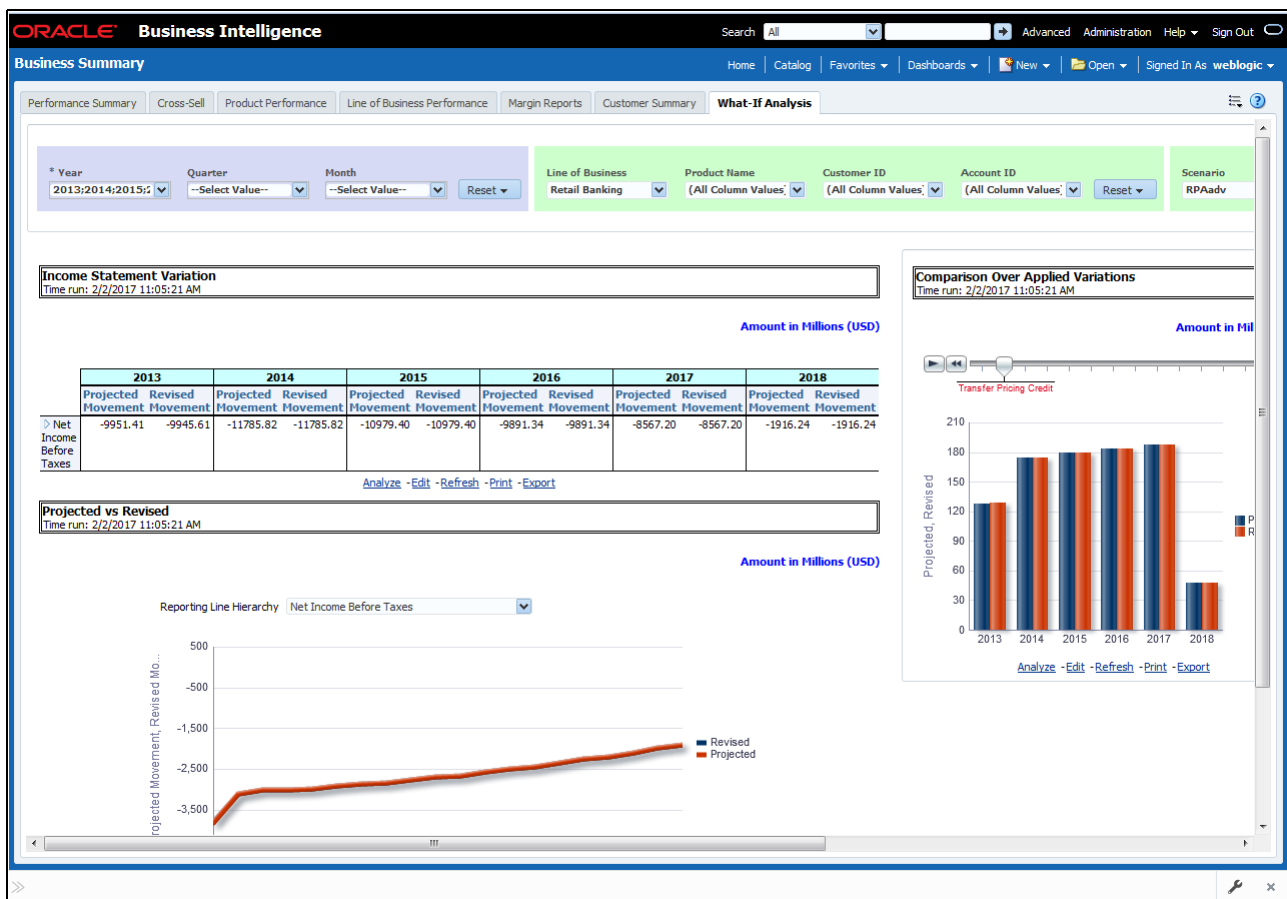 ORACLE Business Intelligence
Search All Advanced Administration Help Sign Out
Business Summary
Home Catalog Favorites Dashboards New Open Signed In As weblogic
Performance Summary Cross-Sell Product Performance Line of Business Performance Margin Reports Customer Summary What-If Analysis
* Year Quarter Month Line of Business Product Name Customer ID Account ID Scenario
2013;2014;2015;2 --Select Value-- --Select Value-- Reset Retail Banking (All Column Values) (All Column Values) (All Column Values) Reset RPAadv
Income Statement Variation
Time run: 2/2/2017 11:05:21 AM
Amount in Millions (USD)
2013 2014 2015 2016 2017 2018
Projected Revised Projected Revised Projected Revised Projected Revised Projected Revised Projected Revised
Movement Movement Movement Movement Movement Movement Movement Movement Movement Movement Movement Movement
Net -9951.41 -9945.61 -11785.82 -11785.82 -10979.40 -10979.40 -9891.34 -9891.34 -8567.20 -8567.20 -1916.24 -1916.24
Income
Before
Taxes
Analyze - Edit - Refresh - Print - Export
Projected vs Revised
Time run: 2/2/2017 11:05:21 AM
Amount in Millions (USD)
Reporting Line Hierarchy Net Income Before Taxes
500
-500
-1,500
-2,500
-3,500
rojected Movement, Revised Mo...
Revised
Projected
Comparison Over Applied Variations
Time run: 2/2/2017 11:05:21 AM
Amount in Mil
Transfer Pricing Credit
210
180
150
120
90
60
30
0
Projected, Revised
2013 2014 2015 2016 2017 2018
P
R
Analyze - Edit - Refresh - Print - Export